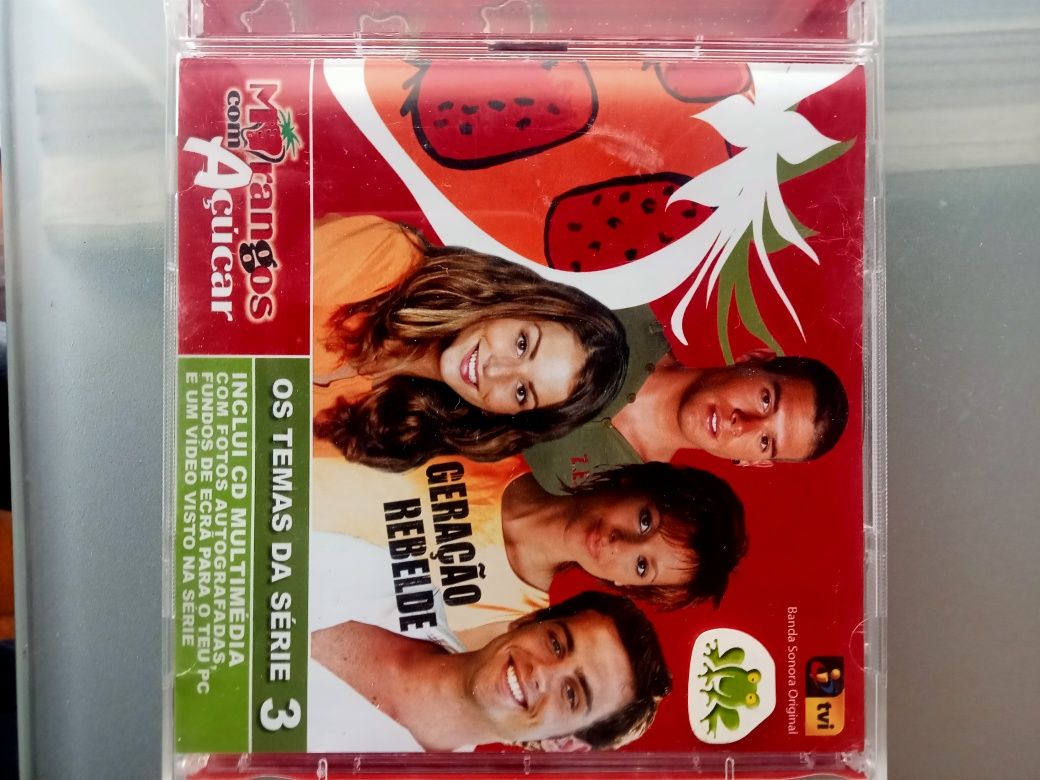 Banda Sonora Original
tvi
Z.E.
GERAÇÃO
REBELDE
Morangos
com
Açúcar
OS TEMAS DA SÉRIE 3
INCLUI CD MULTIMÉDIA
COM FOTOS AUTOGRAFADAS,
FUNDOS DE ECRÃ PARA O TEU PC
E UM VÍDEO VISTO NA SÉRIE